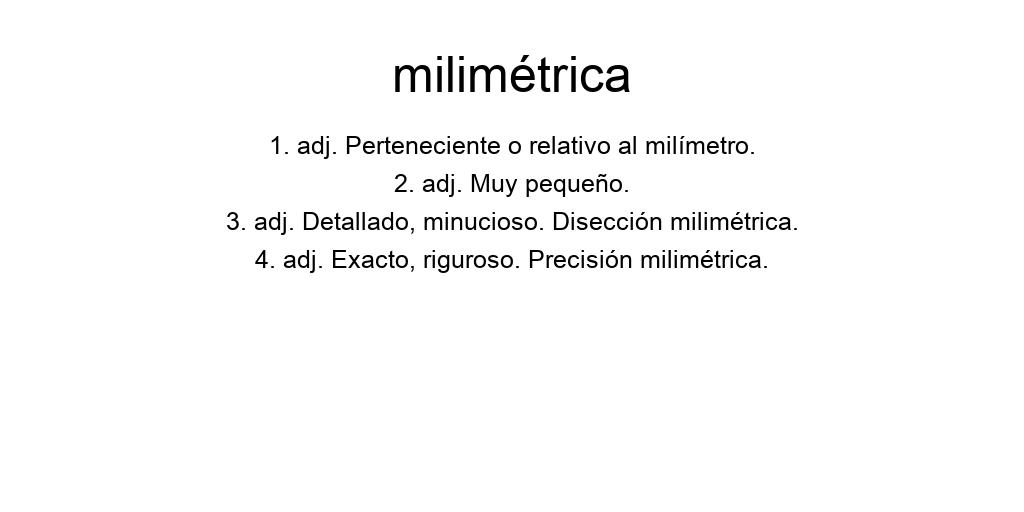 milimétrica
1. adj. Perteneciente o relativo al milímetro.
2. adj. Muy pequeño.
3. adj. Detallado, minucioso. Disección milimétrica.
4. adj. Exacto, riguroso. Precisión milimétrica.